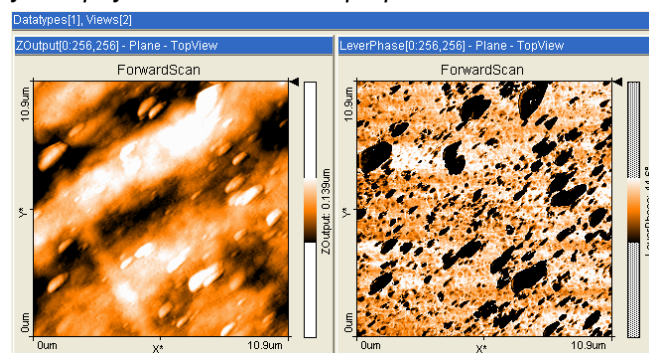 Datatypes[1], Views[2]
ZOutput[0:256,256] - Plane - TopView
ForwardScan
10.9um
Y*
0um
0um
X*
10.9um
ZOutput: 0.139um
LeverPhase[0:256,256] - Plane - TopView
ForwardScan
10.9um
Y*
0um
0um
X*
10.9um